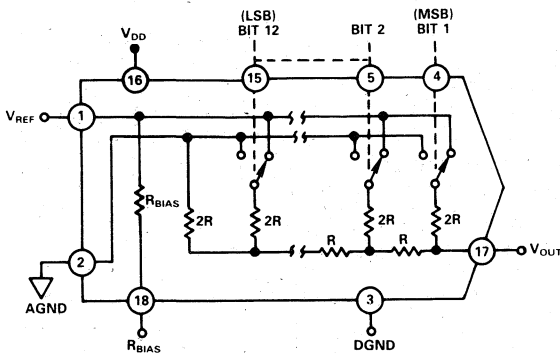 (LSB)
BIT 12
BIT 2
(MSB)
BIT 1
VDD
16
15
5
4
VREF
1
RBIAS
2R
2R
2R
2R
R
R
2
17
VOUT
AGND
18
3
RBIAS
DGND